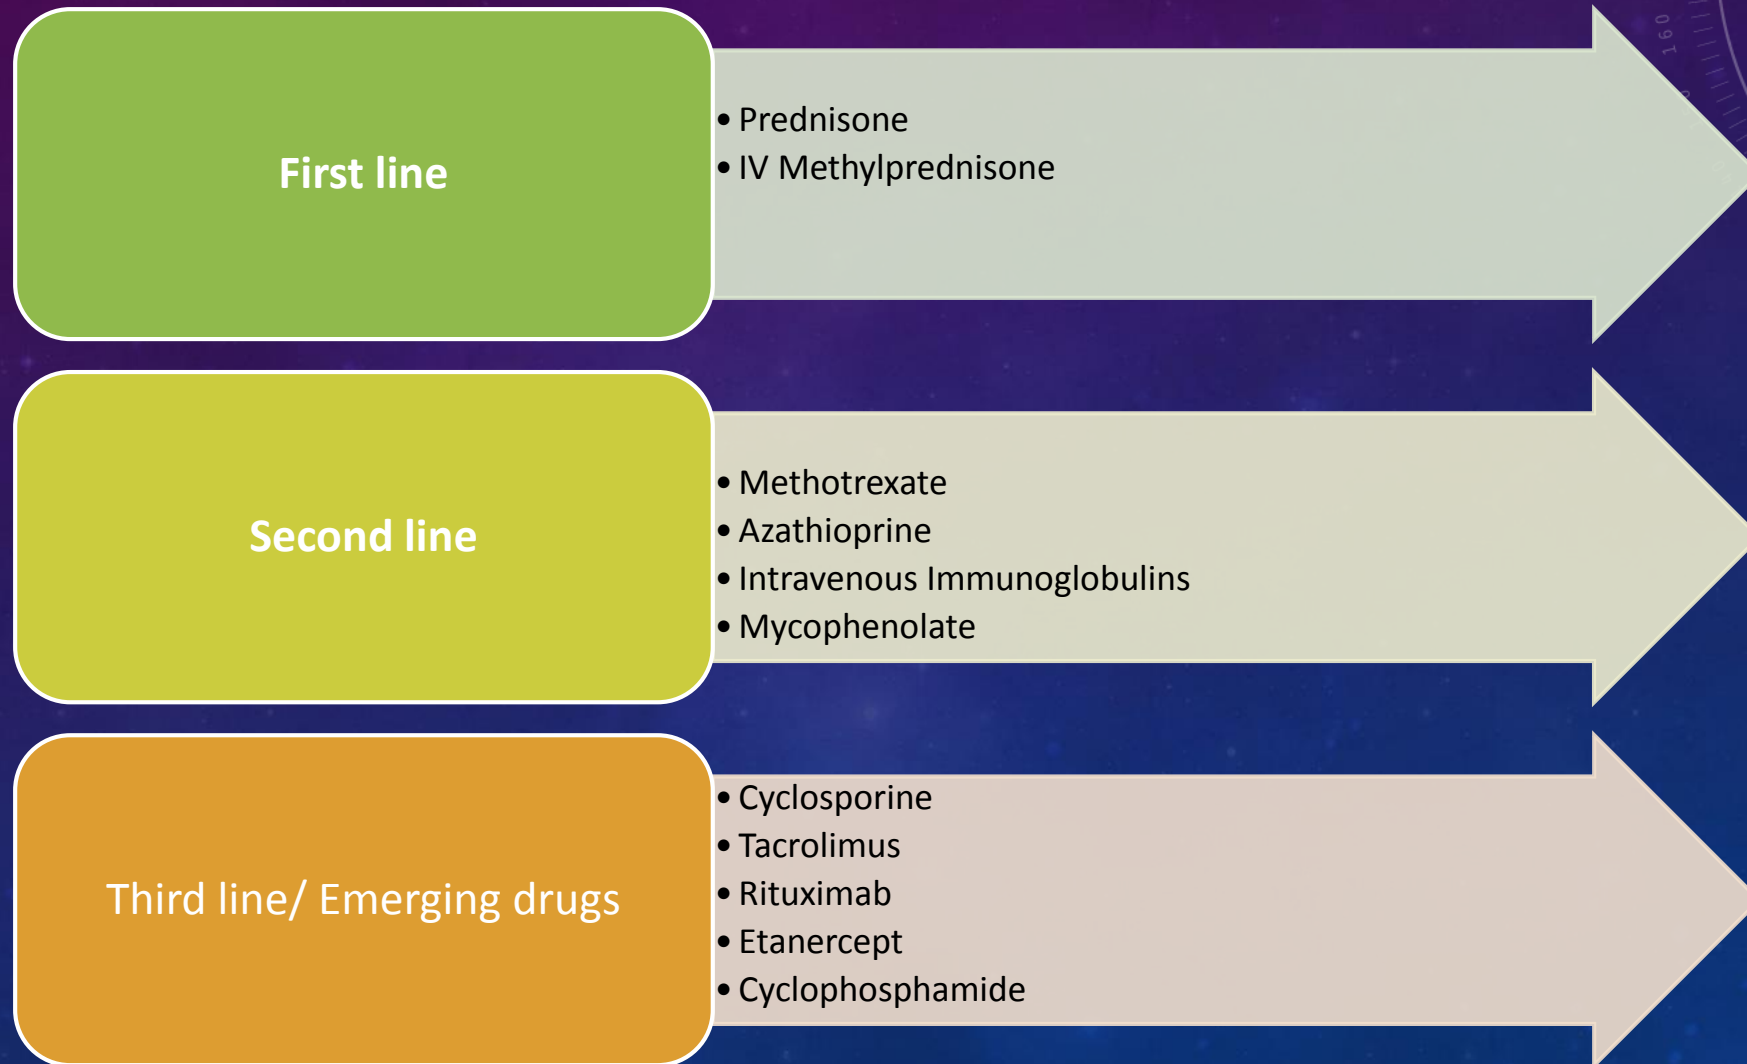 First line
• Prednisone
• IV Methylprednisone
Second line
• Methotrexate
• Azathioprine
• Intravenous Immunoglobulins
• Mycophenolate
Third line/ Emerging drugs
• Cyclosporine
• Tacrolimus
• Rituximab
• Etanercept
• Cyclophosphamide
160